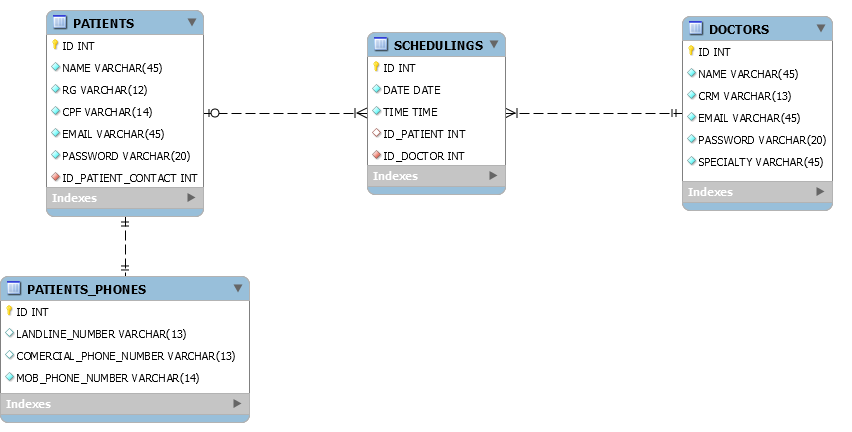 PATIENTS
ID INT
NAME VARCHAR(45)
RG VARCHAR(12)
CPF VARCHAR(14)
EMAIL VARCHAR(45)
PASSWORD VARCHAR(20)
ID_PATIENT_CONTACT INT
Indexes
SCHEDULINGS
ID INT
DATE DATE
TIME TIME
ID_PATIENT INT
ID_DOCTOR INT
Indexes
DOCTORS
ID INT
NAME VARCHAR(45)
CRM VARCHAR(13)
EMAIL VARCHAR(45)
PASSWORD VARCHAR(20)
SPECIALTY VARCHAR(45)
Indexes
PATIENTS_PHONES
ID INT
LANDLINE_NUMBER VARCHAR(13)
COMERCIAL_PHONE_NUMBER VARCHAR(13)
MOB_PHONE_NUMBER VARCHAR(14)
Indexes